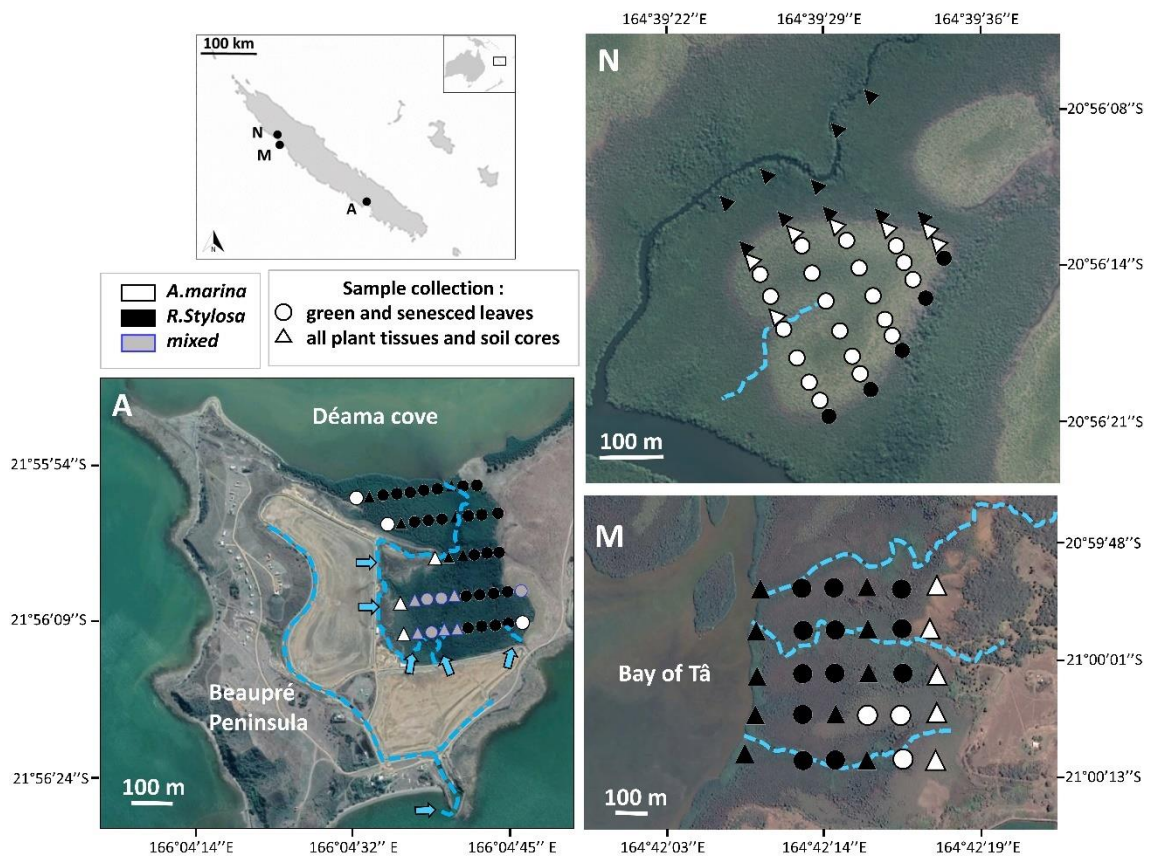 100 km
N
M
A
N
A.marina
R.Stylosa
mixed
Sample collection :
green and senesced leaves
all plant tissues and soil cores
164°39'22''E
164°39'29''E
164°39'36''E
N
20°56'08''S
20°56'14''S
20°56'21''S
100 m
A
Déama cove
21°55'54''S
21°56'09''S
21°56'24''S
Beaupré
Peninsula
100 m
166°04'14''E
166°04'32''E
166°04'45''E
M
Bay of Tâ
20°59'48''S
21°00'01''S
21°00'13''S
100 m
164°42'03''E
164°42'14''E
164°42'19''E